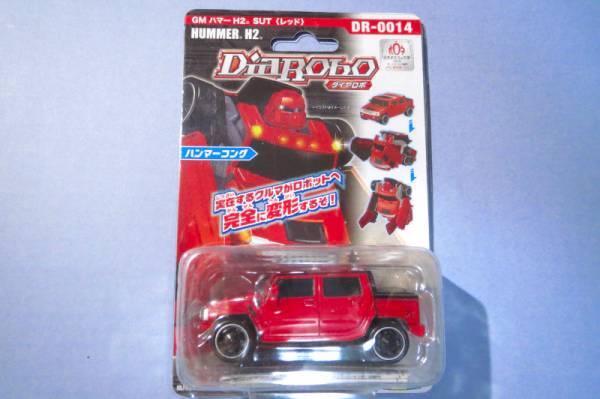 GM ハマー H2® SUT〈レッド〉
DR-0014
HUMMER® H2®
DiaRobo
ダイヤロボ
ハンマーコング
実在するクルマがロボットへ
完全に変形するぞ!